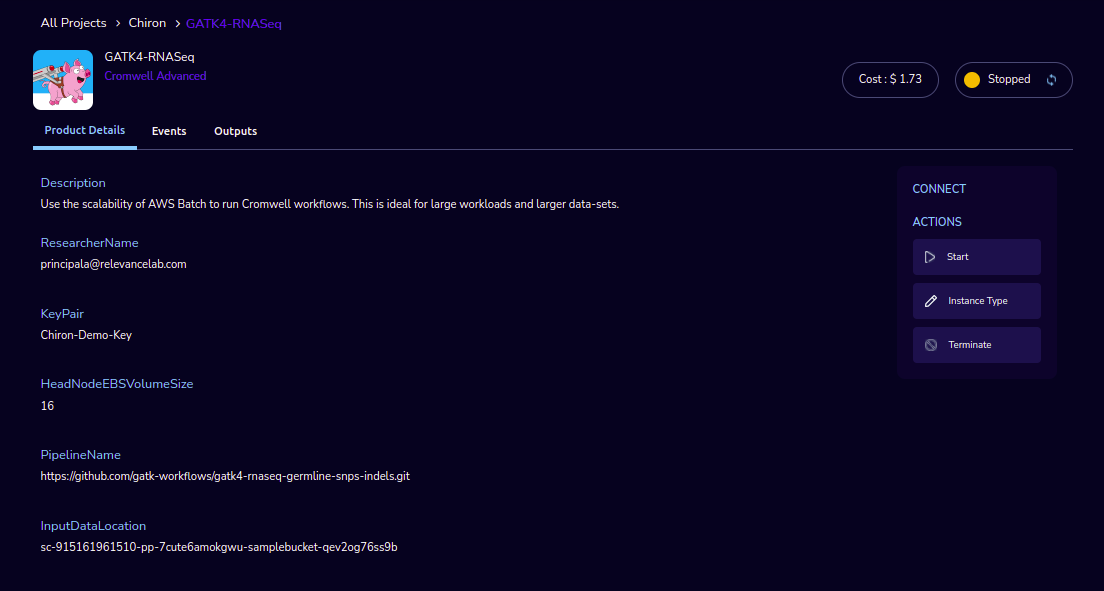 All Projects > Chiron > GATK4-RNASeq
GATK4-RNASeq
Cromwell Advanced
Cost : $ 1.73
Stopped
Product Details
Events
Outputs
Description
Use the scalability of AWS Batch to run Cromwell workflows. This is ideal for large workloads and larger data-sets.
ResearcherName
principala@relevancelab.com
KeyPair
Chiron-Demo-Key
HeadNodeEBSVolumeSize
16
PipelineName
https://github.com/gatk-workflows/gatk4-rnaseq-germline-snps-indels.git
InputDataLocation
sc-915161961510-pp-7cute6amokgwu-samplebucket-qev2og76ss9b
CONNECT
ACTIONS
Start
Instance Type
Terminate